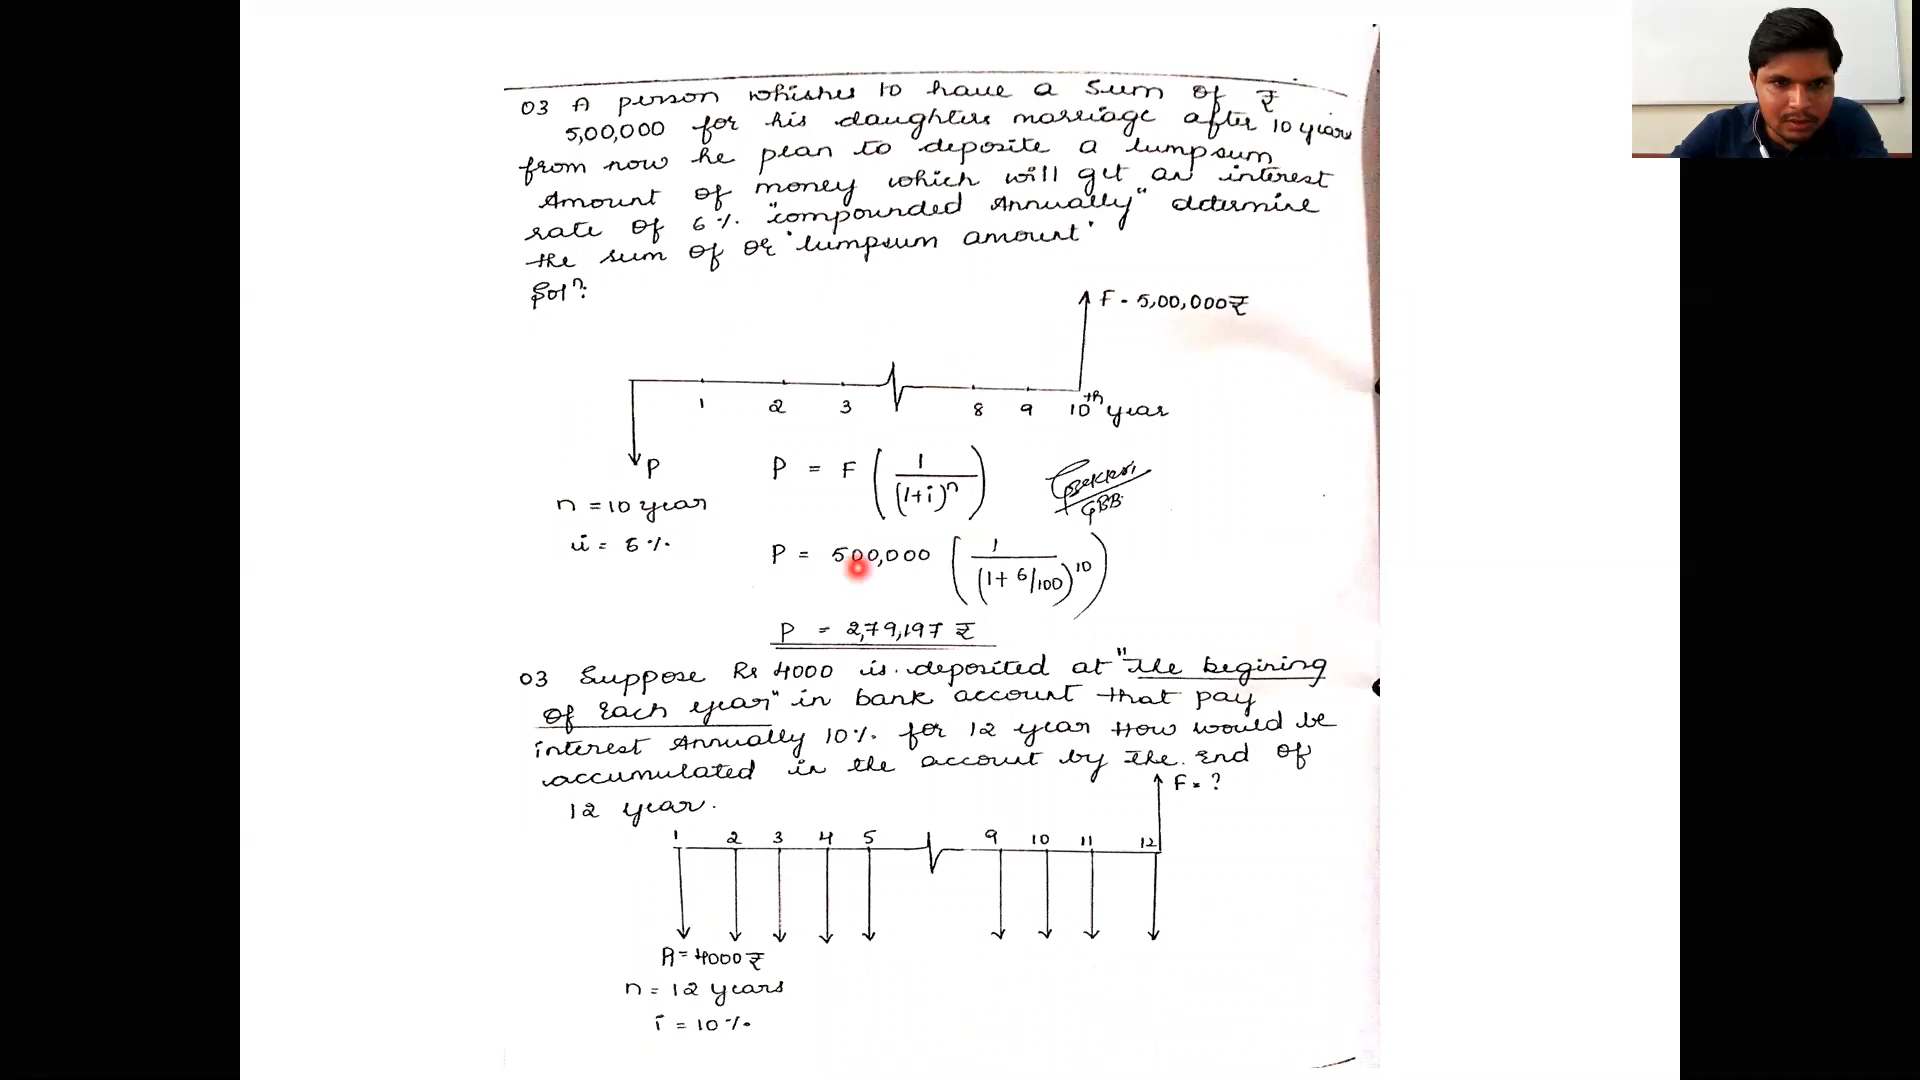 03 A person whishes to have a sum of ₹
5,00,000 for his daughters marriage after 10 years
from now he plan to deposite a lumpsum
Amount of money which will get an interest
rate of 6 %. "compounded Annually" determine
the sum of or "lumpsum amount"
Solⁿ:
F - 5,00,000₹
1 2 3 8 9 10th year
P
P = F ( 1 / (1+i)ⁿ )
n = 10 year
GBB
i = 6 %
P = 500,000 ( 1 / (1 + 6/100)¹⁰ )
P = 2,79,197 ₹
03 Suppose Rs 4000 is deposited at "The begining
of Each year" in bank account that pay
interest Annually 10%. for 12 year How would be
accumulated in the account by the End of
12 year.
F = ?
1 2 3 4 5 9 10 11 12
A = 4000 ₹
n = 12 years
i = 10 %